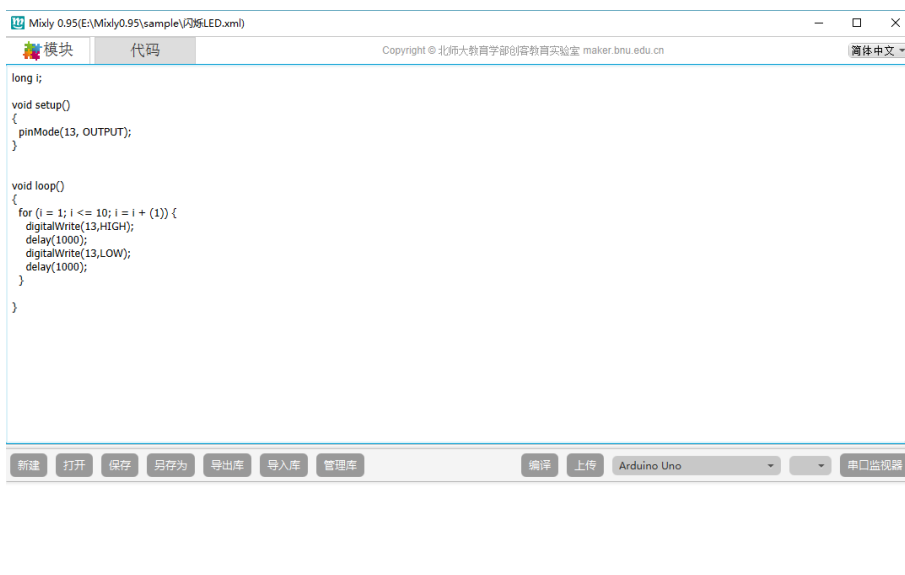 Mixly 0.95(E:\Mixly0.95\sample\闪烁LED.xml)
模块 代码 Copyright © 北师大教育学部创客教育实验室 maker.bnu.edu.cn 简体中文
long i;
void setup()
{
pinMode(13, OUTPUT);
}
void loop()
{
for (i = 1; i <= 10; i = i + (1)) {
digitalWrite(13,HIGH);
delay(1000);
digitalWrite(13,LOW);
delay(1000);
}
}
新建 打开 保存 另存为 导出库 导入库 管理库 编译 上传 Arduino Uno 串口监视器